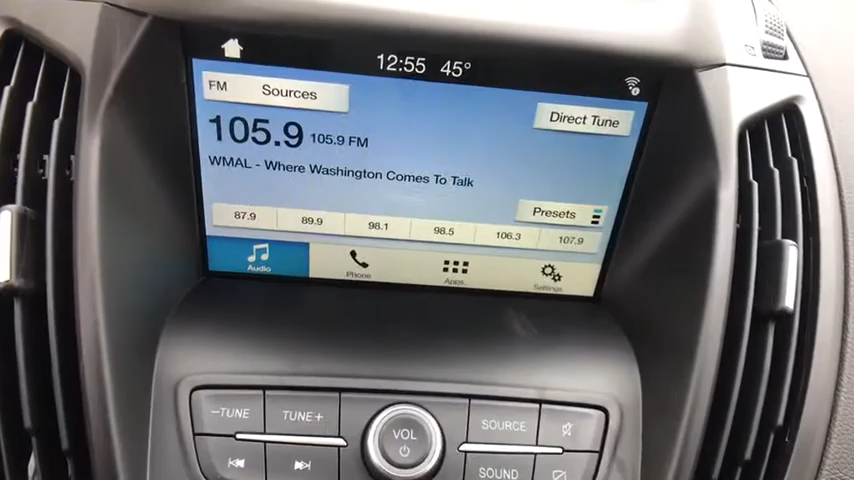 12:55 45°
FM Sources
Direct Tune
105.9 105.9 FM
WMAL - Where Washington Comes To Talk
Presets
87.9 89.9 98.1 98.5 106.3 107.9
Audio Phone Apps Settings
−TUNE TUNE+ VOL SOURCE
SOUND